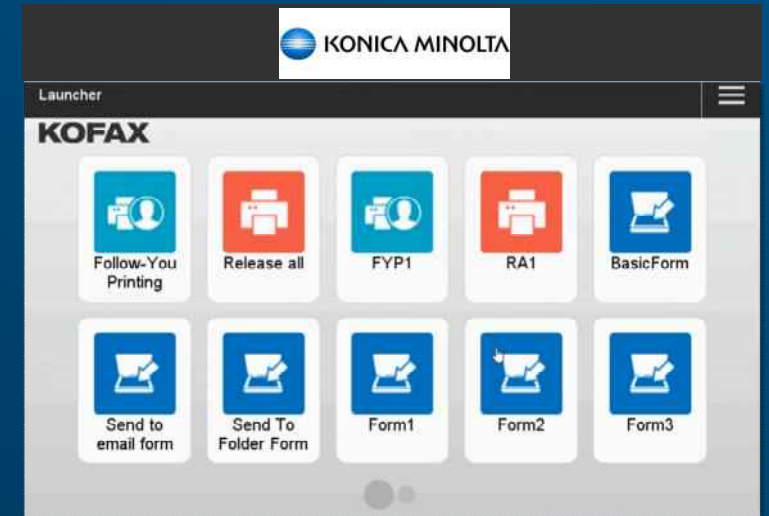 KONICA MINOLTA
Launcher
KOFAX
Follow-You
Printing
Release all
FYP1
RA1
BasicForm
Send to
email form
Send To
Folder Form
Form1
Form2
Form3